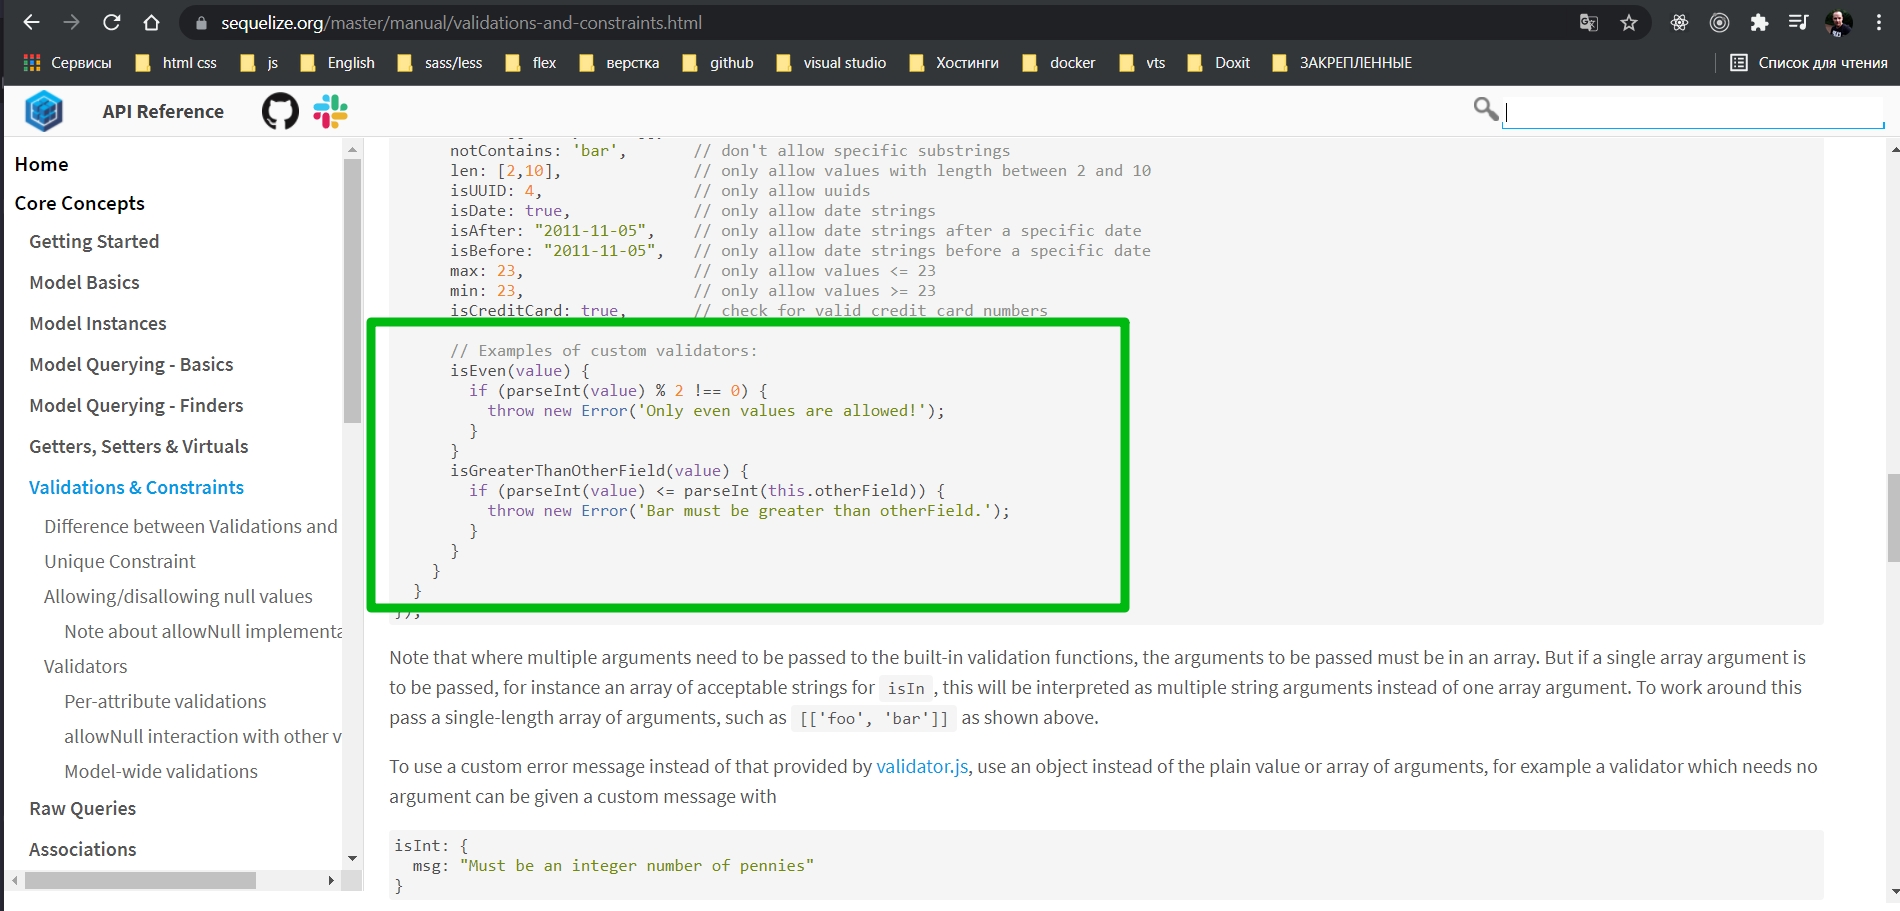 sequelize.org/master/manual/validations-and-constraints.html
Сервисы html css js English sass/less flex верстка github visual studio Хостинги docker vts Doxit ЗАКРЕПЛЕННЫЕ Список для чтения
API Reference
Home
Core Concepts
Getting Started
Model Basics
Model Instances
Model Querying - Basics
Model Querying - Finders
Getters, Setters & Virtuals
Validations & Constraints
Difference between Validations and
Unique Constraint
Allowing/disallowing null values
Note about allowNull implementa
Validators
Per-attribute validations
allowNull interaction with other v
Model-wide validations
Raw Queries
Associations
notContains: 'bar', // don't allow specific substrings
len: [2,10], // only allow values with length between 2 and 10
isUUID: 4, // only allow uuids
isDate: true, // only allow date strings
isAfter: "2011-11-05", // only allow date strings after a specific date
isBefore: "2011-11-05", // only allow date strings before a specific date
max: 23, // only allow values <= 23
min: 23, // only allow values >= 23
isCreditCard: true, // check for valid credit card numbers
// Examples of custom validators:
isEven(value) {
if (parseInt(value) % 2 !== 0) {
throw new Error('Only even values are allowed!');
}
}
isGreaterThanOtherField(value) {
if (parseInt(value) <= parseInt(this.otherField)) {
throw new Error('Bar must be greater than otherField.');
}
}
}
}
});
Note that where multiple arguments need to be passed to the built-in validation functions, the arguments to be passed must be in an array. But if a single array argument is
to be passed, for instance an array of acceptable strings for isIn , this will be interpreted as multiple string arguments instead of one array argument. To work around this
pass a single-length array of arguments, such as [['foo', 'bar']] as shown above.
To use a custom error message instead of that provided by validator.js, use an object instead of the plain value or array of arguments, for example a validator which needs no
argument can be given a custom message with
isInt: {
msg: "Must be an integer number of pennies"
}